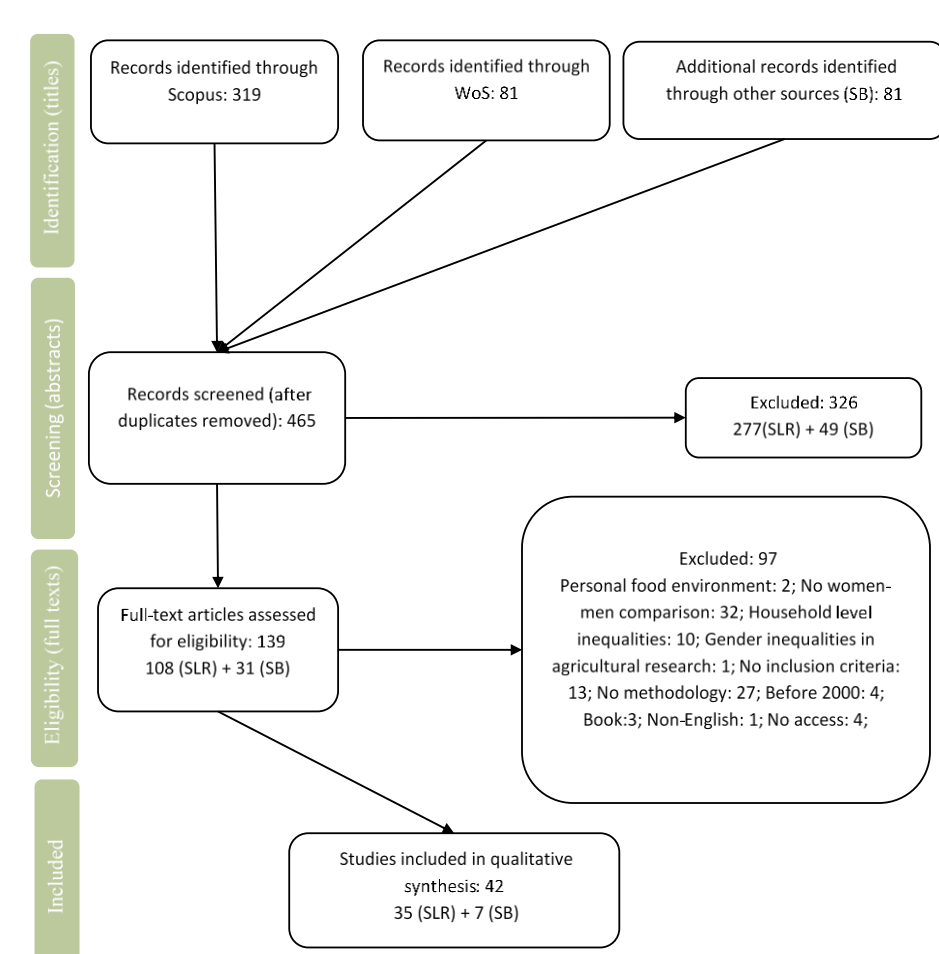 Identification (titles)
Records identified through
Scopus: 319
Records identified through
WoS: 81
Additional records identified
through other sources (SB): 81
Screening (abstracts)
Records screened (after
duplicates removed): 465
Excluded: 326
277(SLR) + 49 (SB)
Eligibility (full texts)
Full-text articles assessed
for eligibility: 139
108 (SLR) + 31 (SB)
Excluded: 97
Personal food environment: 2; No women-
men comparison: 32; Household level
inequalities: 10; Gender inequalities in
agricultural research: 1; No inclusion criteria:
13; No methodology: 27; Before 2000: 4;
Book:3; Non-English: 1; No access: 4;
Included
Studies included in qualitative
synthesis: 42
35 (SLR) + 7 (SB)